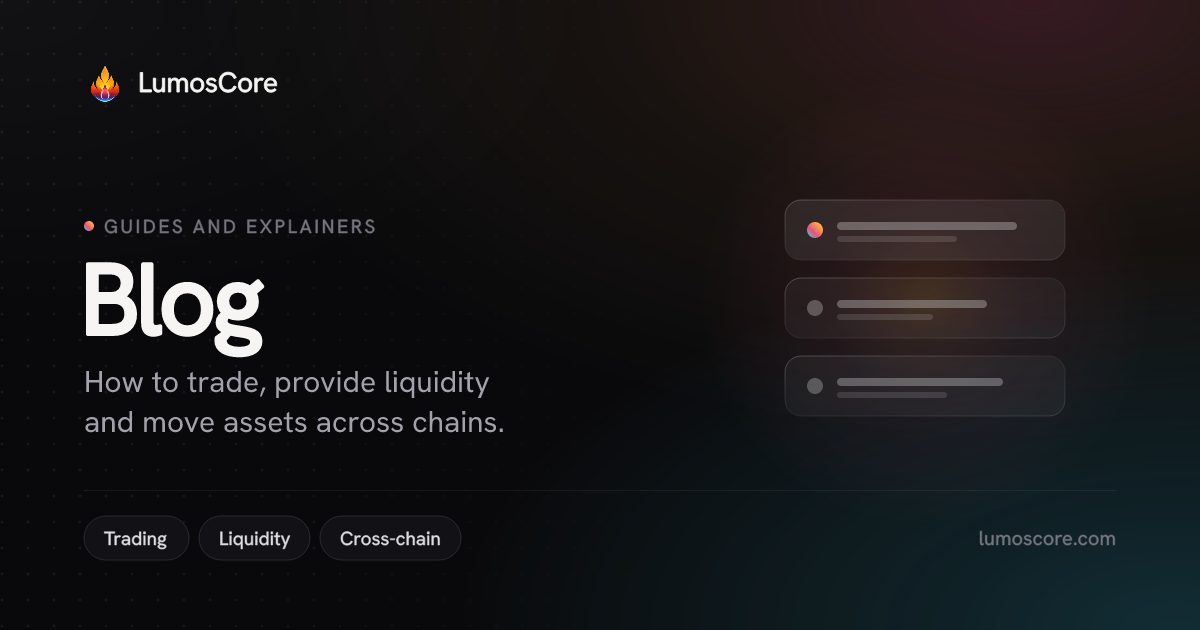 LumosCore
GUIDES AND EXPLAINERS
Blog
How to trade, provide liquidity
and move assets across chains.
Trading
Liquidity
Cross-chain
lumoscore.com